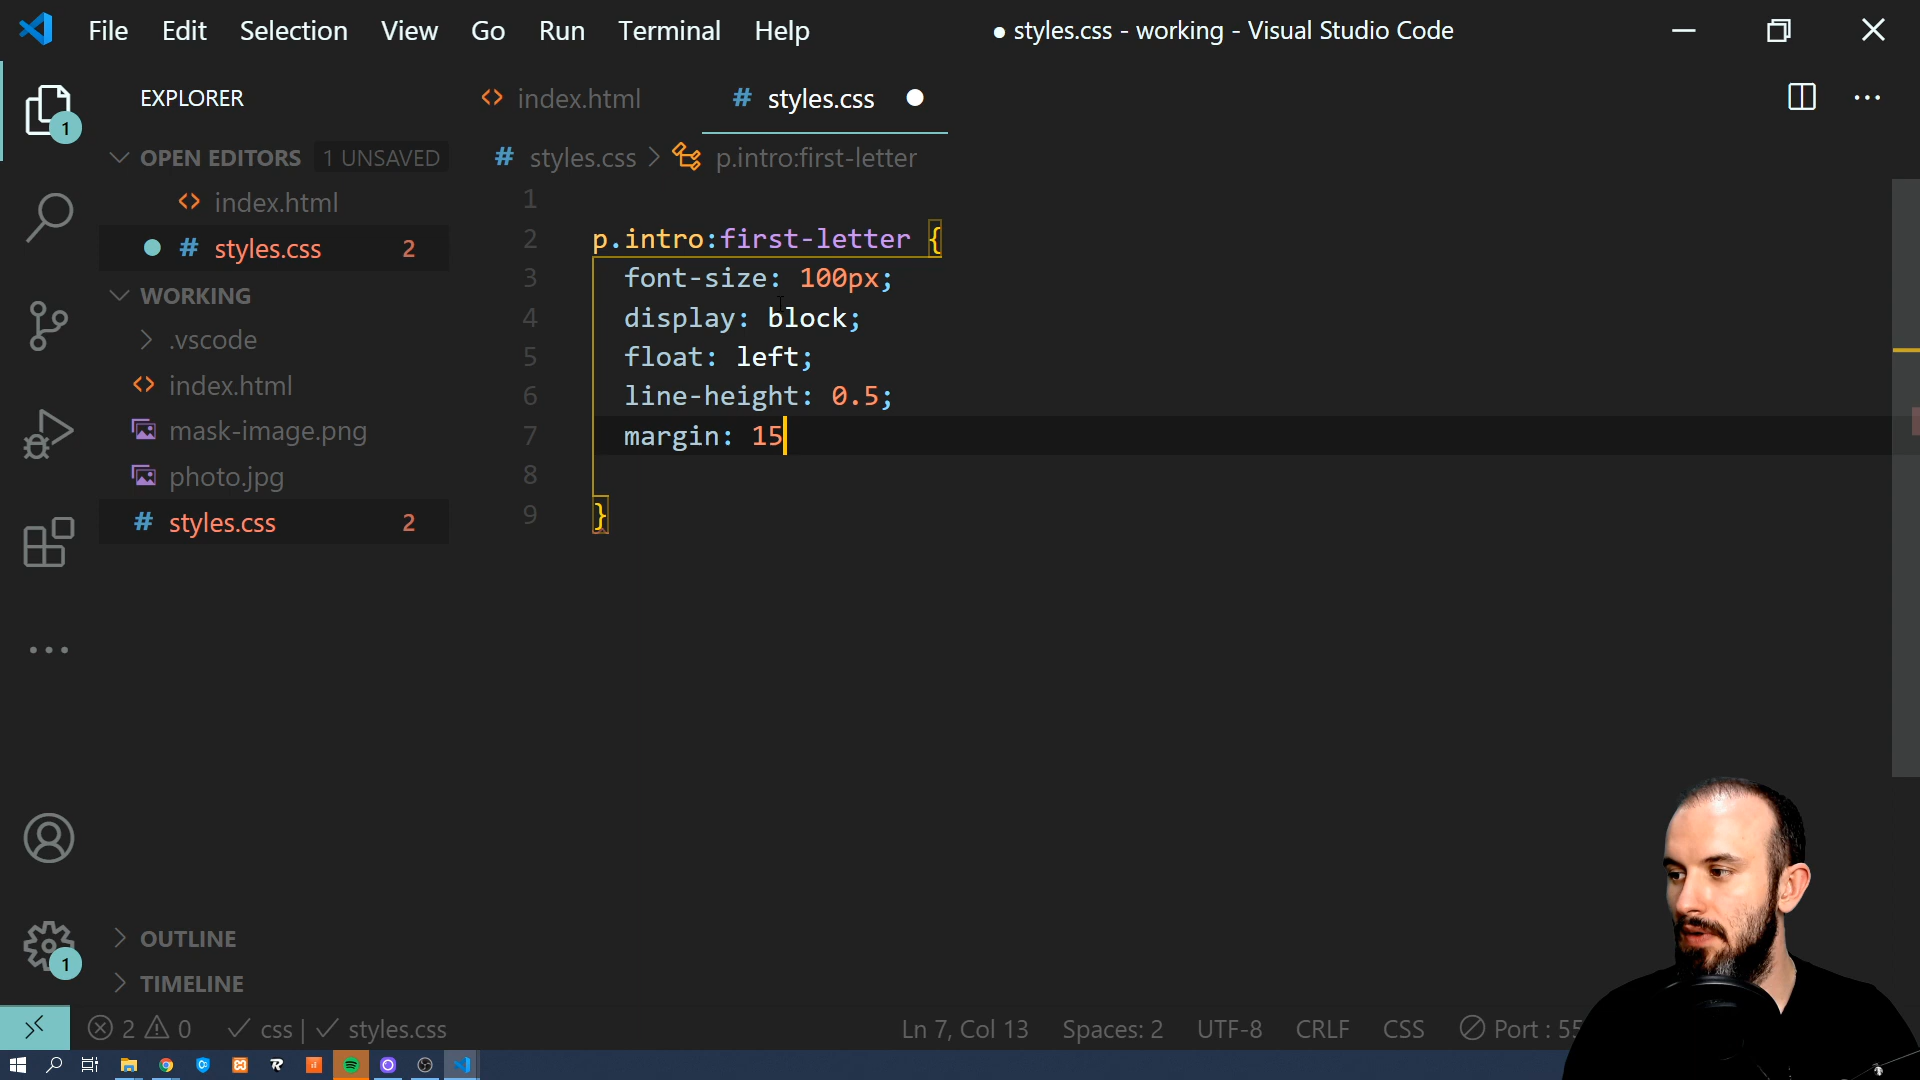 File Edit Selection View Go Run Terminal Help ● styles.css - working - Visual Studio Code
EXPLORER
<> index.html
# styles.css ●
1
OPEN EDITORS 1 UNSAVED
# styles.css > p.intro:first-letter
<> index.html
● # styles.css 2
WORKING
.vscode
<> index.html
mask-image.png
photo.jpg
# styles.css 2
1
2 p.intro:first-letter {
3 font-size: 100px;
4 display: block;
5 float: left;
6 line-height: 0.5;
7 margin: 15
8
9 }
OUTLINE
1
TIMELINE
2 0 ✓ css | ✓ styles.css Ln 7, Col 13 Spaces: 2 UTF-8 CRLF CSS Port : 55